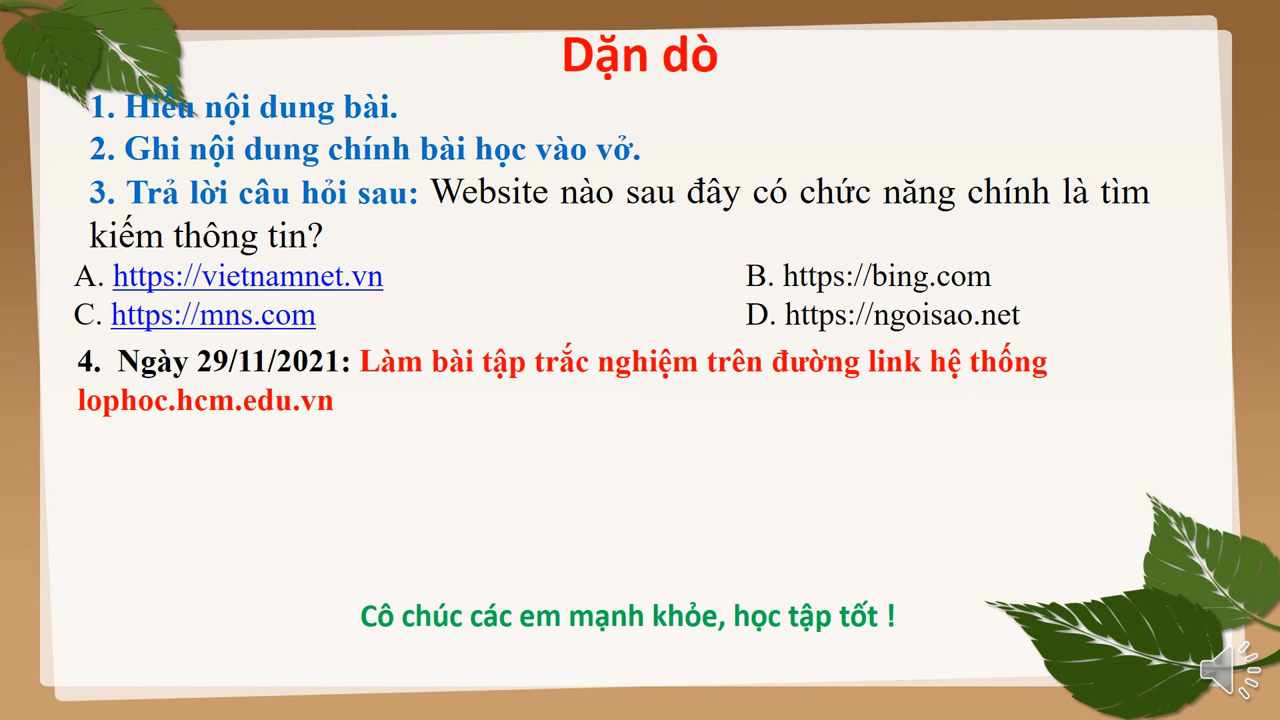 Dặn dò
1. Hiểu nội dung bài.
2. Ghi nội dung chính bài học vào vở.
3. Trả lời câu hỏi sau: Website nào sau đây có chức năng chính là tìm
kiếm thông tin?
A. https://vietnamnet.vn B. https://bing.com
C. https://mns.com D. https://ngoisao.net
4. Ngày 29/11/2021: Làm bài tập trắc nghiệm trên đường link hệ thống
lophoc.hcm.edu.vn
Cô chúc các em mạnh khỏe, học tập tốt !